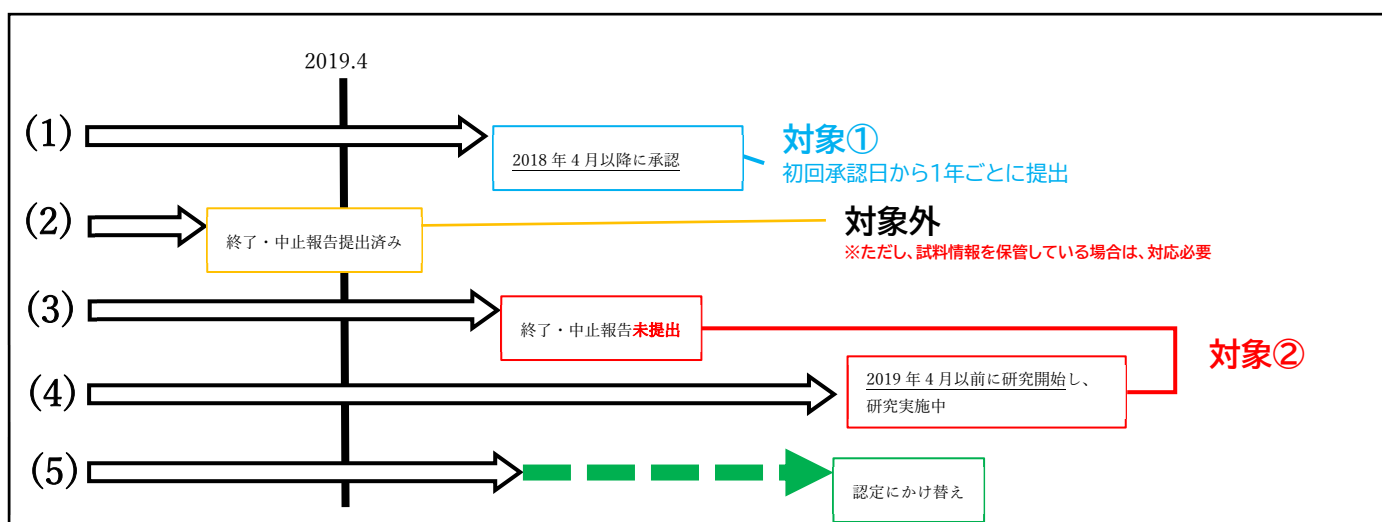 2019.4
(1)
2018 年 4 月以降に承認
対象①
初回承認日から1年ごとに提出
(2)
終了・中止報告提出済み
対象外
※ただし、試料情報を保管している場合は、対応必要
(3)
終了・中止報告未提出
対象②
(4)
2019 年 4 月以前に研究開始し、
研究実施中
(5)
認定にかけ替え